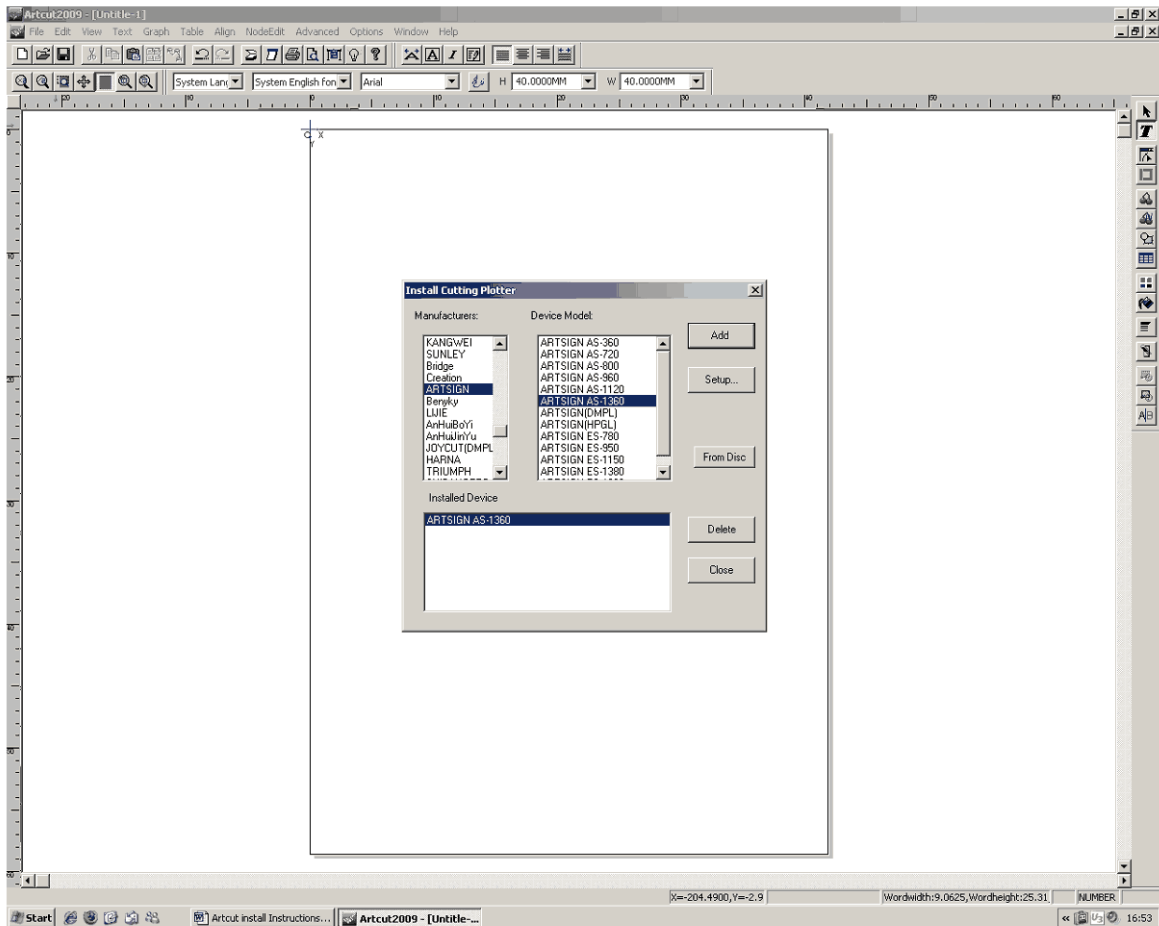 Artcut2009 - [Untitle-1]
File Edit View Text Graph Table Align NodeEdit Advanced Options Window Help
System Lan System English fon Arial H 40.0000MM W 40.0000MM
X
Y
Install Cutting Plotter
Manufacturers: Device Model:
KANGWEI
SUNLEY
Bridge
Creation
ARTSIGN
Benyky
LIJIE
AnHuiBoYi
AnHuiJinYu
JOYCUT(DMPL
HARNA
TRIUMPH
ARTSIGN AS-360
ARTSIGN AS-720
ARTSIGN AS-800
ARTSIGN AS-960
ARTSIGN AS-1120
ARTSIGN AS-1360
ARTSIGN(DMPL)
ARTSIGN(HPGL)
ARTSIGN ES-780
ARTSIGN ES-950
ARTSIGN ES-1150
ARTSIGN ES-1380
Add
Setup...
From Disc
Installed Device
ARTSIGN AS-1360
Delete
Close
X=-204.4900,Y=-2.9 Wordwidth:9.0625,Wordheight:25.31 NUMBER
Start Artcut install Instructions... Artcut2009 - [Untitle-... 16:53